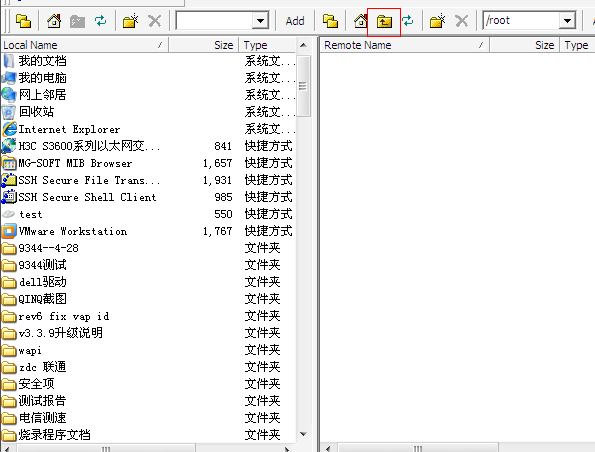 Add /root
Local Name / Size Type
Remote Name / Size Type
我的文档 系统文...
我的电脑 系统文...
网上邻居 系统文...
回收站 系统文...
Internet Explorer 系统文...
H3C S3600系列以太网交... 841 快捷方式
MG-SOFT MIB Browser 1,657 快捷方式
SSH Secure File Trans... 1,931 快捷方式
SSH Secure Shell Client 985 快捷方式
test 550 快捷方式
VMware Workstation 1,767 快捷方式
9344--4-28 文件夹
9344测试 文件夹
dell驱动 文件夹
QINQ截图 文件夹
rev6 fix vap id 文件夹
v3.3.9升级说明 文件夹
wapi 文件夹
zdc 联通 文件夹
安全项 文件夹
测试报告 文件夹
电信测速 文件夹
烧录程序文档 文件夹